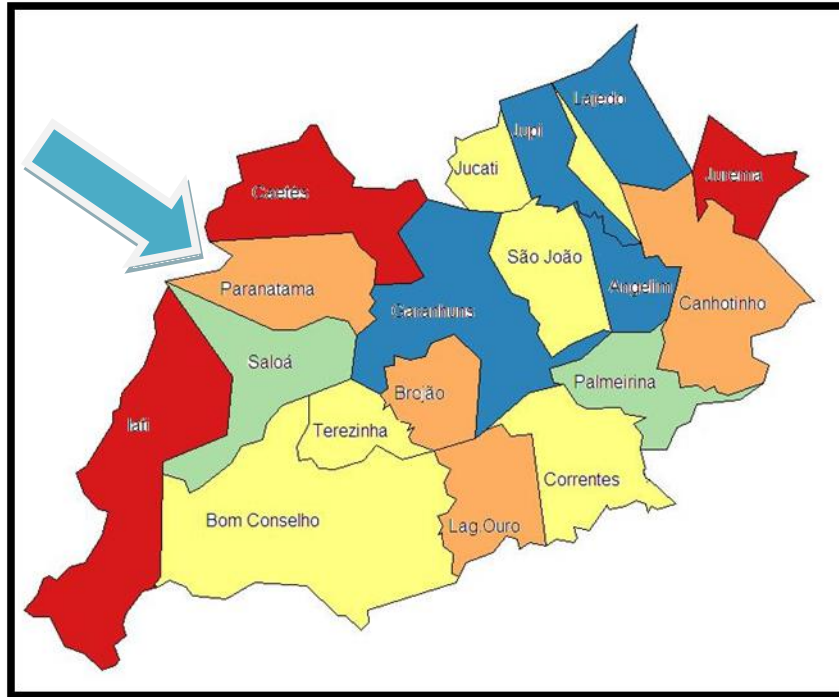 Lajedo
Jupi
Jucati
Jurema
Caetés
São João
Angelim
Paranatama
Canhotinho
Garanhuns
Saloá
Brojão
Palmeirina
Iati
Terezinha
Correntes
Bom Conselho
Lag.Ouro